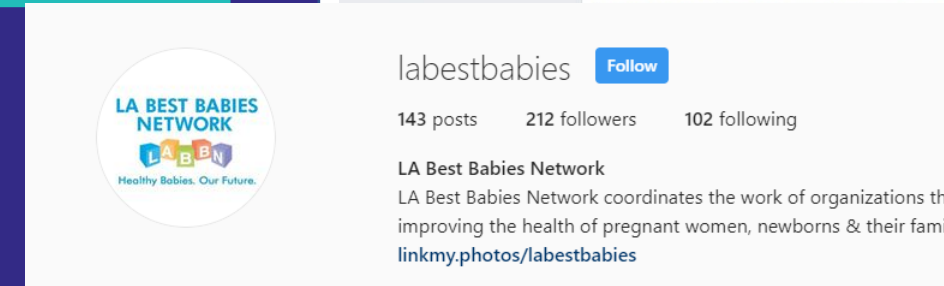 LA BEST BABIES
NETWORK
LABBN
Healthy Babies. Our Future.
labestbabies Follow
143 posts 212 followers 102 following
LA Best Babies Network
LA Best Babies Network coordinates the work of organizations th
improving the health of pregnant women, newborns & their fami
linkmy.photos/labestbabies